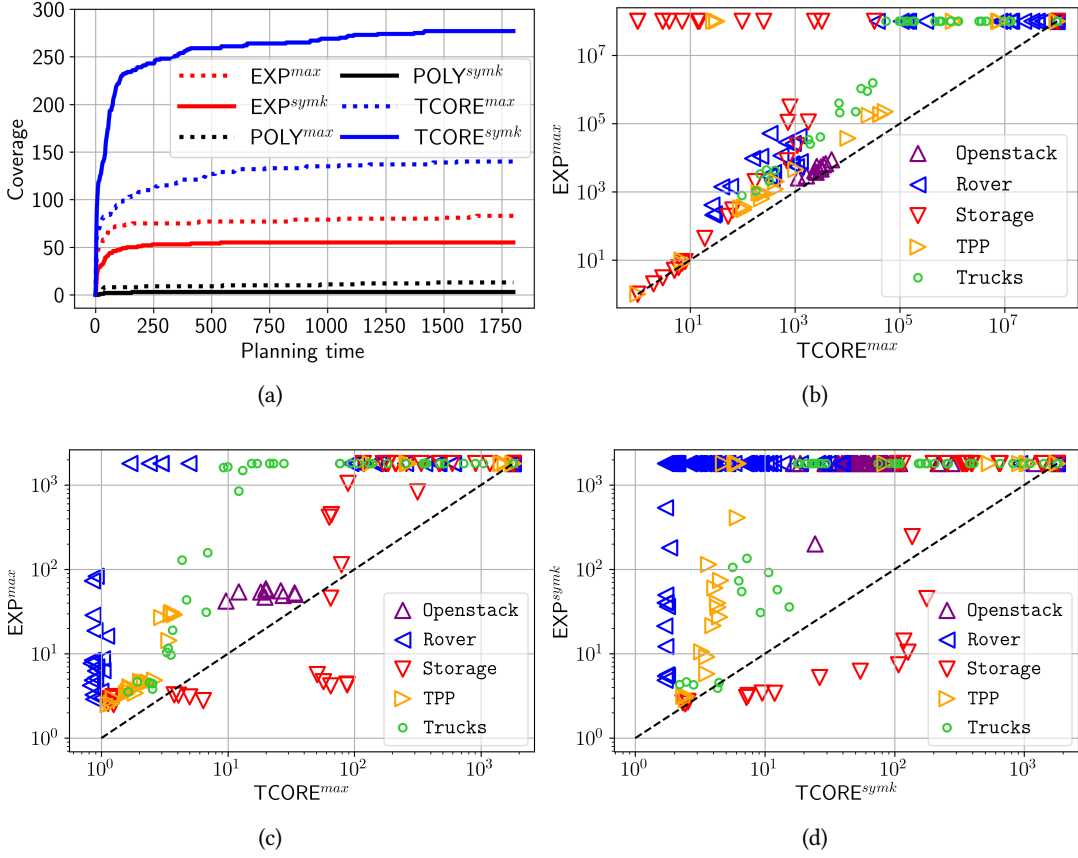 300
250
200
150
100
50
0
Coverage
EXP^max
EXP^symk
POLY^max
POLY^symk
TCORE^max
TCORE^symk
0 250 500 750 1000 1250 1500 1750
Planning time
(a)
10^7
10^5
10^3
10^1
EXP^max
Openstack
Rover
Storage
TPP
Trucks
10^1 10^3 10^5 10^7
TCORE^max
(b)
10^3
10^2
10^1
10^0
EXP^max
Openstack
Rover
Storage
TPP
Trucks
10^0 10^1 10^2 10^3
TCORE^max
(c)
10^3
10^2
10^1
10^0
EXP^symk
Openstack
Rover
Storage
TPP
Trucks
10^0 10^1 10^2 10^3
TCORE^symk
(d)